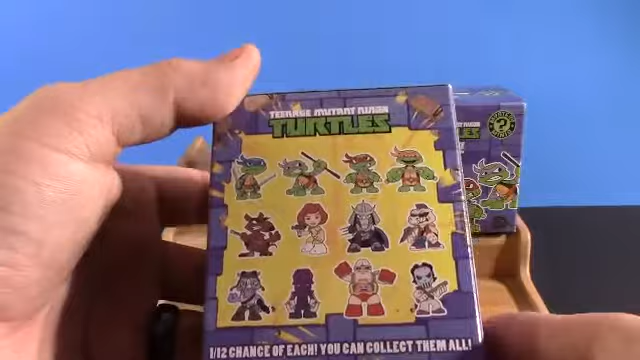 TEENAGE MUTANT NINJA
TURTLES
1/12 CHANCE OF EACH! YOU CAN COLLECT THEM ALL!